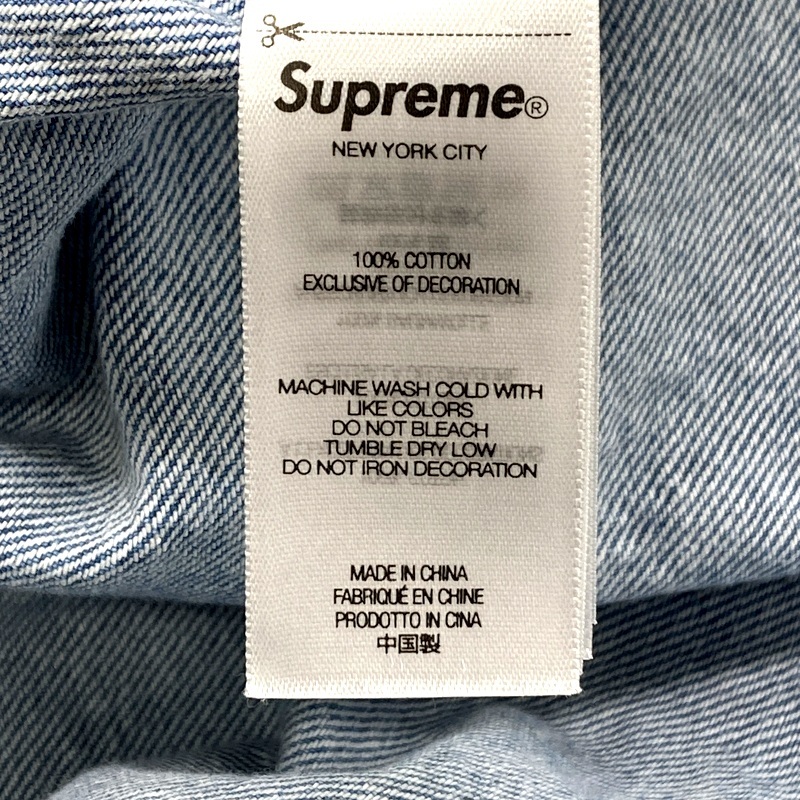 Supreme®
NEW YORK CITY
100% COTTON
EXCLUSIVE OF DECORATION
MACHINE WASH COLD WITH
LIKE COLORS
DO NOT BLEACH
TUMBLE DRY LOW
DO NOT IRON DECORATION
MADE IN CHINA
FABRIQUÉ EN CHINE
PRODOTTO IN CINA
中国製